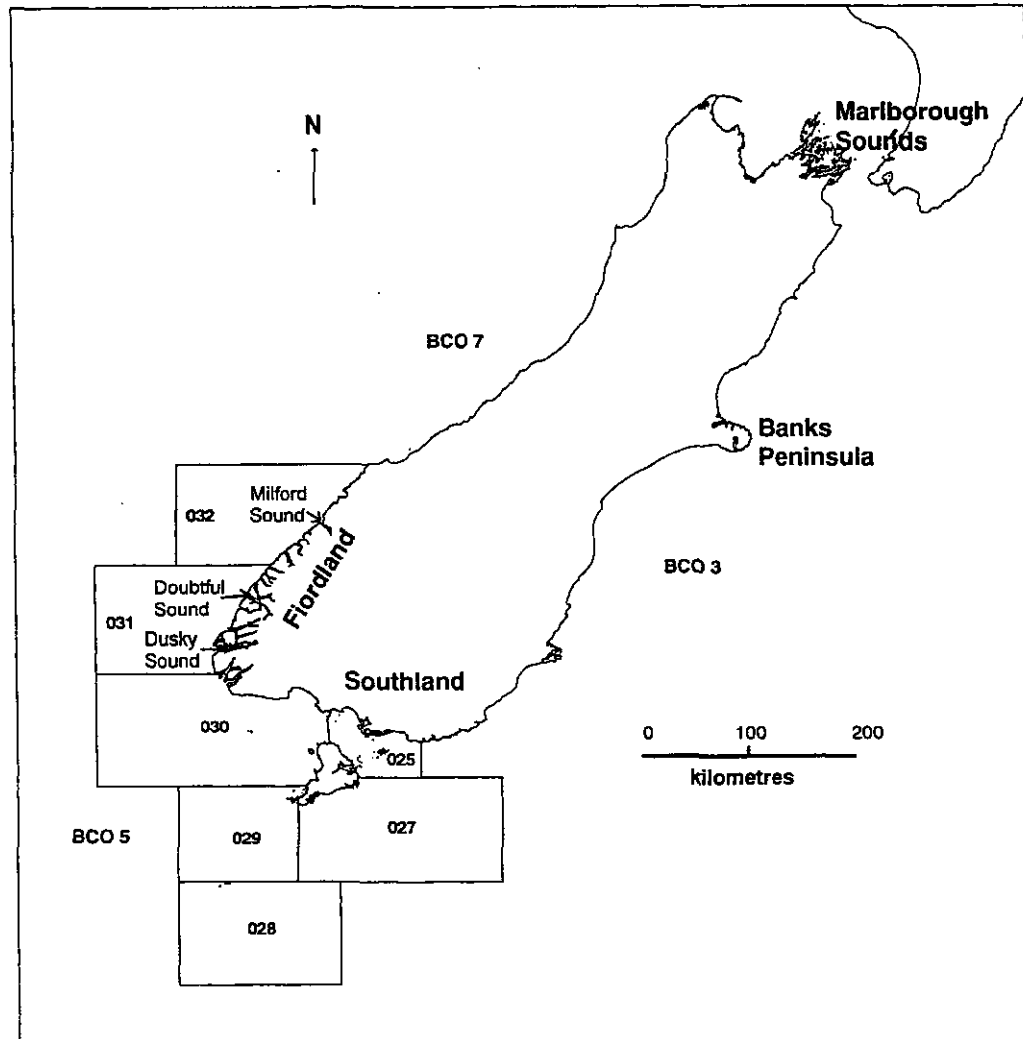 N
Marlborough
Sounds
BCO 7
Banks
Peninsula
Milford
Sound
032
Fiordland
BCO 3
Doubtful
Sound
031
Dusky
Sound
Southland
030
025
0 100 200
kilometres
BCO 5
029
027
028